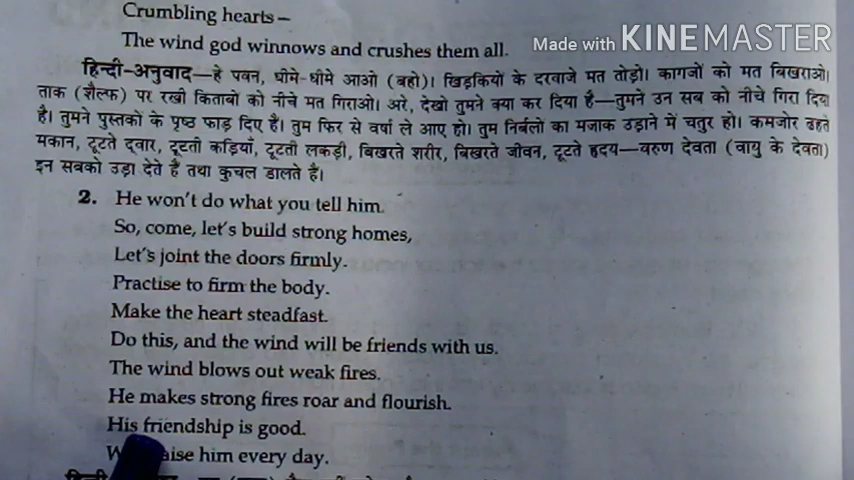 Crumbling hearts –
The wind god winnows and crushes them all.
Made with KINEMASTER
हिन्दी-अनुवाद—हे पवन, धीमे-धीमे आओ (बहो)। खिड़कियों के दरवाजे मत तोड़ो। कागजों को मत बिखराओ।
ताक (शैल्फ) पर रखी किताबों को नीचे मत गिराओ। अरे, देखो तुमने क्या कर दिया है—तुमने उन सब को नीचे गिरा दिया
है। तुमने पुस्तकों के पृष्ठ फाड़ दिए हैं। तुम फिर से वर्षा ले आए हो। तुम निर्बलों का मजाक उड़ाने में चतुर हो। कमजोर ढहते
मकान, टूटते द्वार, टूटती कड़ियाँ, टूटती लकड़ी, बिखरते शरीर, बिखरते जीवन, टूटते हृदय—वरुण देवता (वायु के देवता)
इन सबको उड़ा देते हैं तथा कुचल डालते हैं।
2. He won't do what you tell him.
So, come, let's build strong homes,
Let's joint the doors firmly.
Practise to firm the body.
Make the heart steadfast.
Do this, and the wind will be friends with us.
The wind blows out weak fires.
He makes strong fires roar and flourish.
His friendship is good.
him every day.